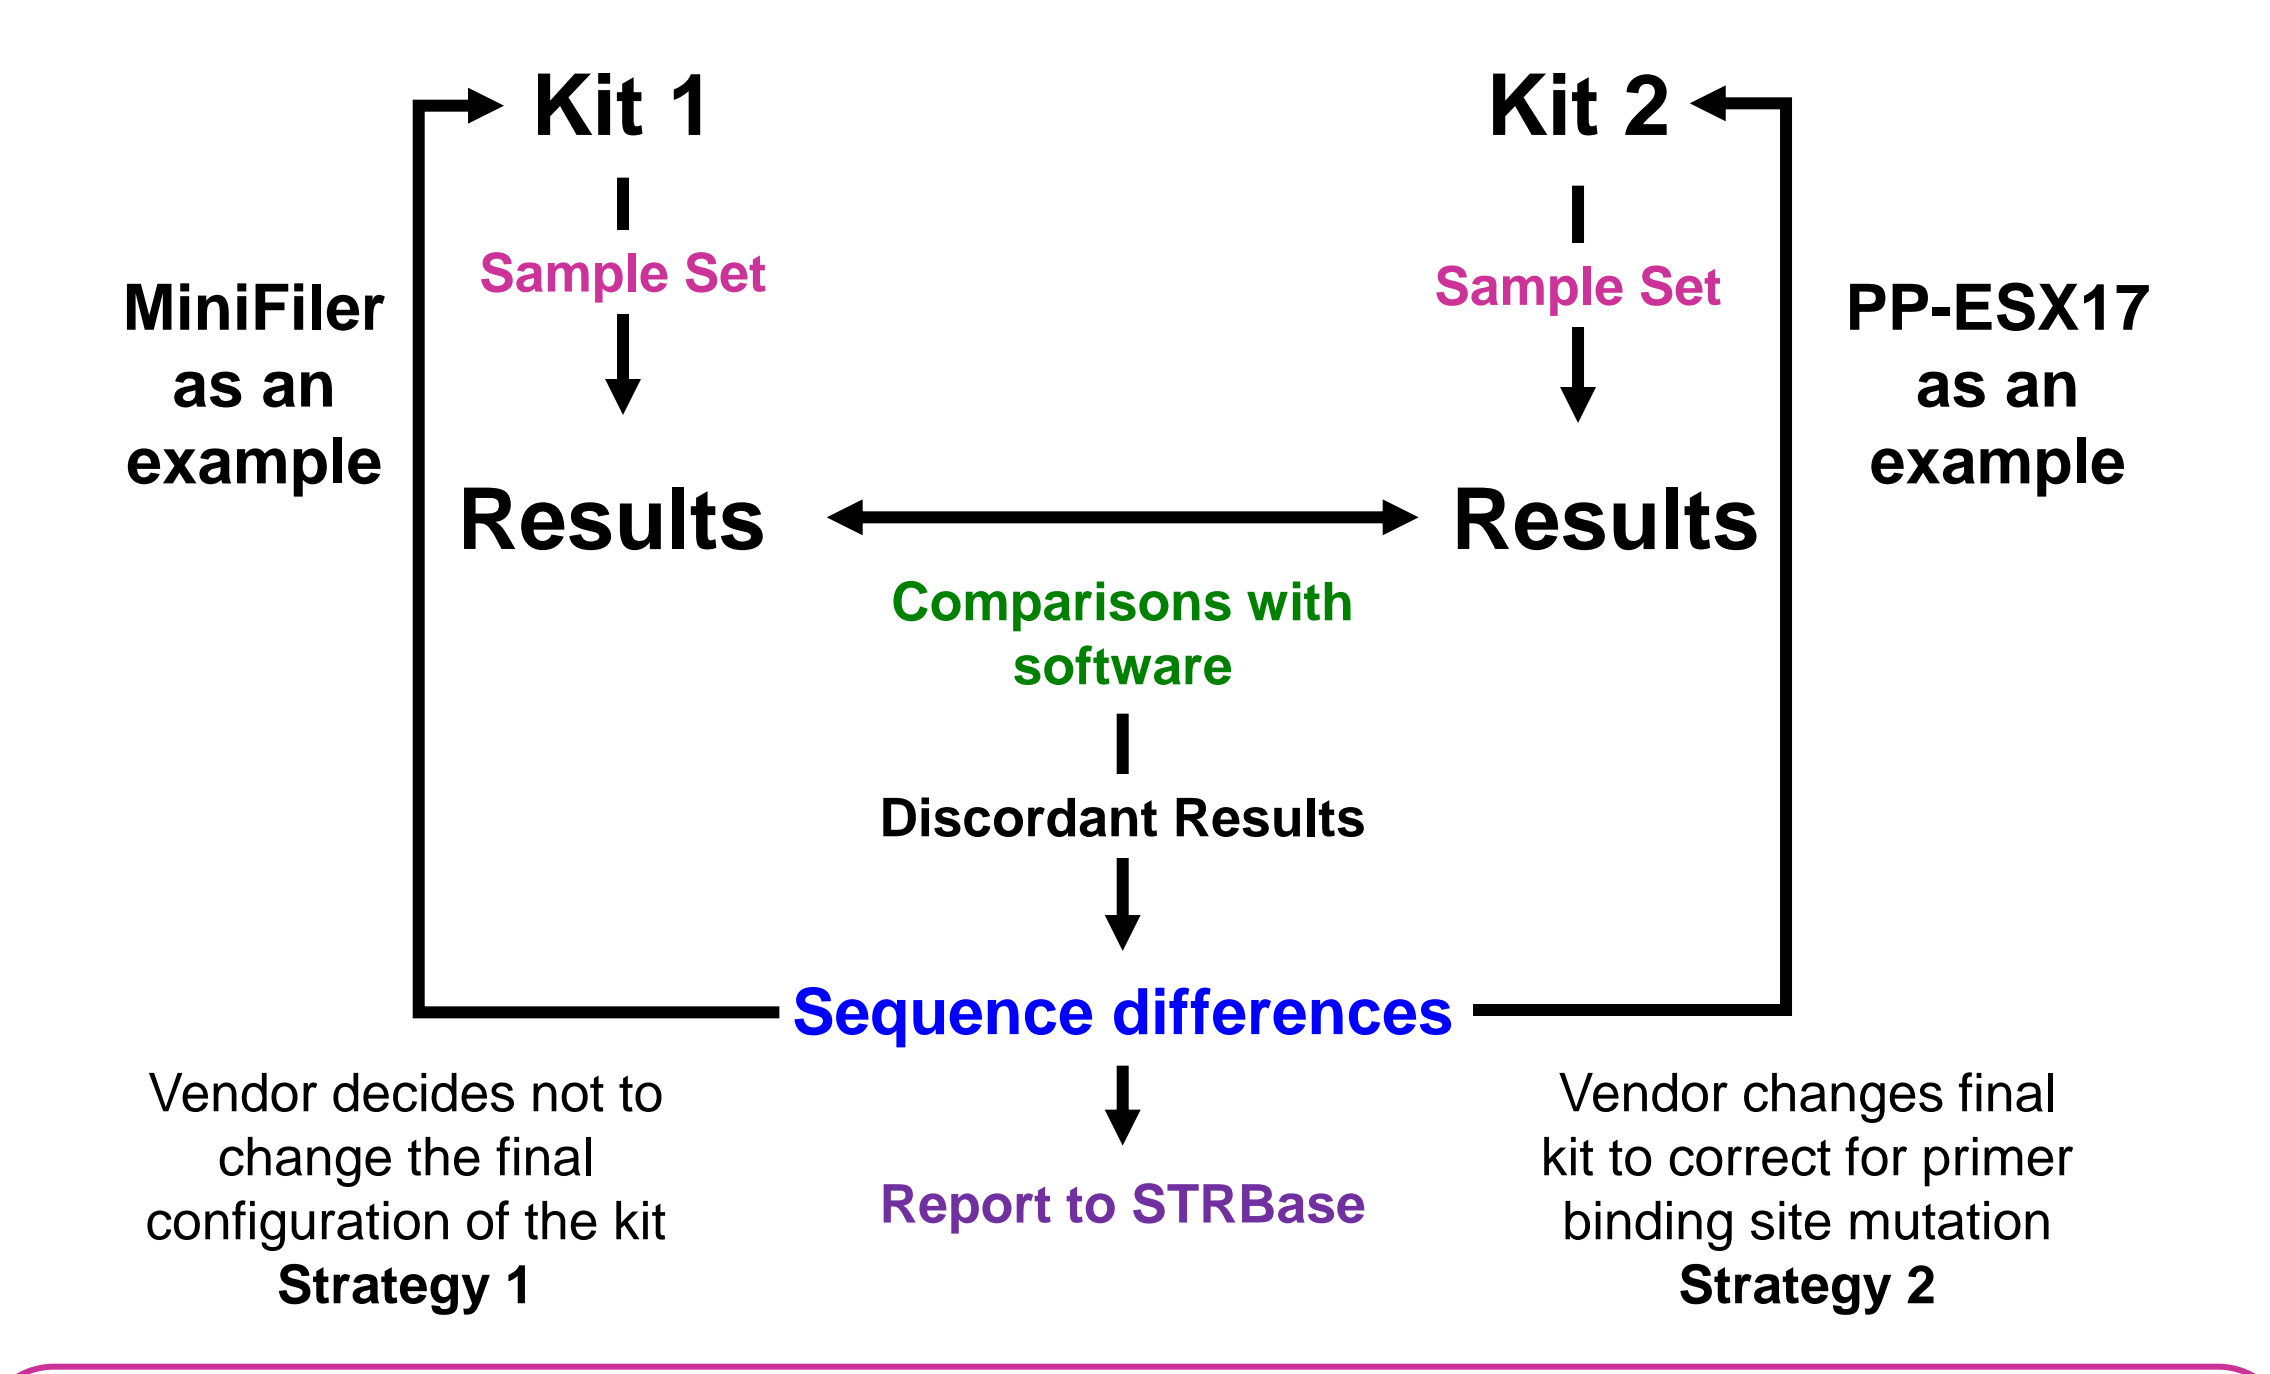 Kit 1
Kit 2
Sample Set
Sample Set
MiniFiler
as an
example
PP-ESX17
as an
example
Results
Results
Comparisons with
software
Discordant Results
Sequence differences
Vendor decides not to
change the final
configuration of the kit
Strategy 1
Report to STRBase
Vendor changes final
kit to correct for primer
binding site mutation
Strategy 2